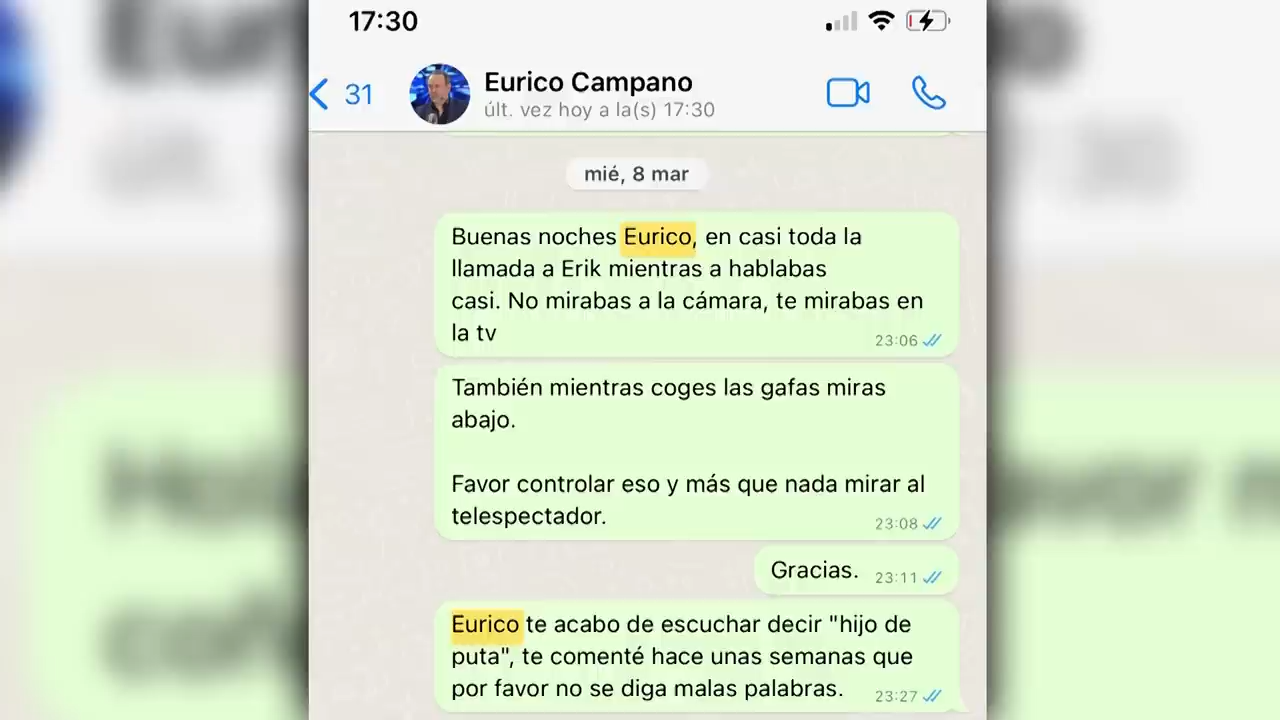 17:30
31
Eurico Campano
últ. vez hoy a la(s) 17:30
mié, 8 mar
Buenas noches Eurico, en casi toda la
llamada a Erik mientras a hablabas
casi. No mirabas a la cámara, te mirabas en
la tv
23:06
También mientras coges las gafas miras
abajo.
Favor controlar eso y más que nada mirar al
telespectador.
23:08
Gracias.
23:11
Eurico te acabo de escuchar decir "hijo de
puta", te comenté hace unas semanas que
por favor no se diga malas palabras.
23:27